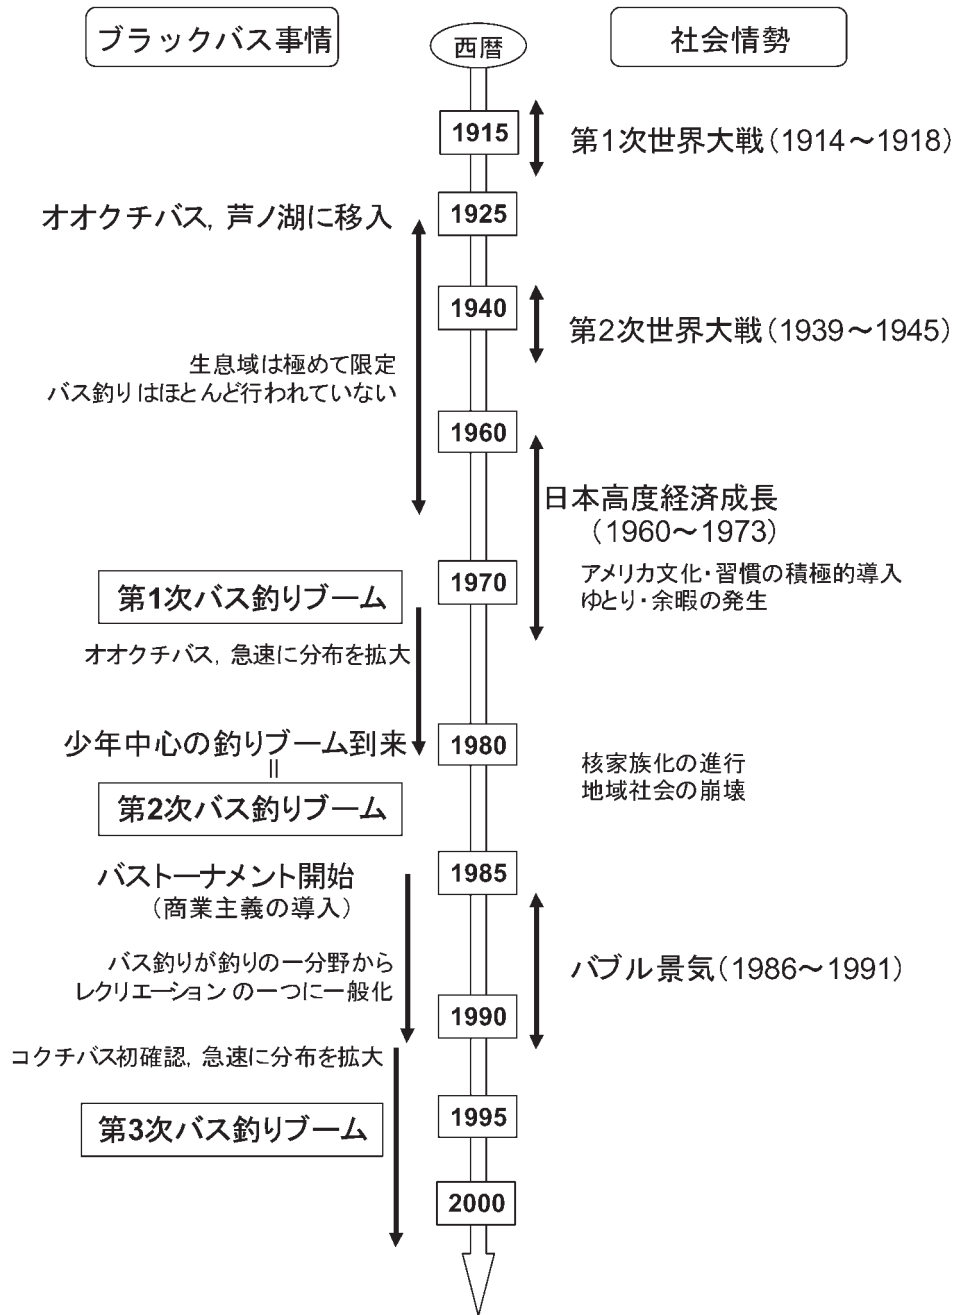 ブラックバス事情
西暦
社会情勢
1915
第1次世界大戦(1914～1918)
オオクチバス, 芦ノ湖に移入
1925
1940
第2次世界大戦(1939～1945)
生息域は極めて限定
バス釣りはほとんど行われていない
1960
日本高度経済成長
(1960～1973)
アメリカ文化・習慣の積極的導入
ゆとり・余暇の発生
1970
第1次バス釣りブーム
オオクチバス, 急速に分布を拡大
少年中心の釣りブーム到来
=
第2次バス釣りブーム
1980
核家族化の進行
地域社会の崩壊
1985
バストーナメント開始
(商業主義の導入)
バス釣りが釣りの一分野から
レクリエーションの一つに一般化
バブル景気(1986～1991)
1990
コクチバス初確認, 急速に分布を拡大
1995
第3次バス釣りブーム
2000